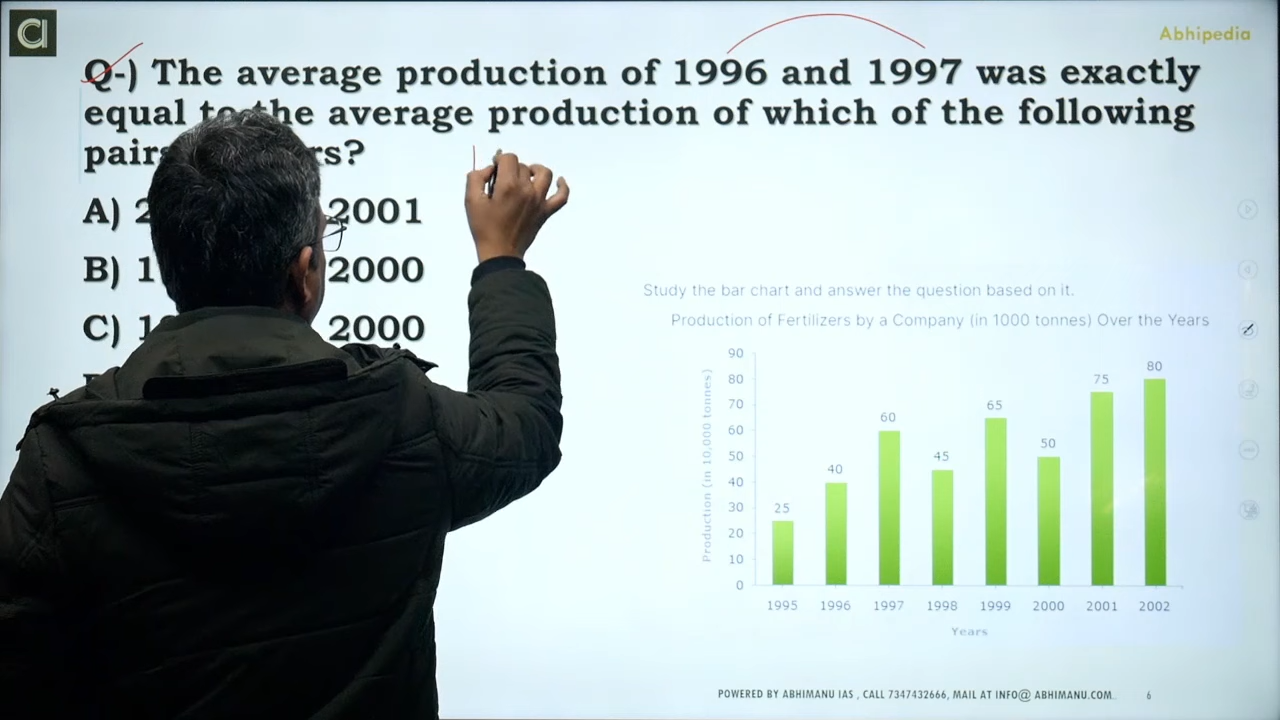 Abhipedia
Q-) The average production of 1996 and 1997 was exactly
equal to the average production of which of the following
pairs
A) 2 2001
B) 1 2000
C) 1 2000
Study the bar chart and answer the question based on it.
Production of Fertilizers by a Company (in 1000 tonnes) Over the Years
Production (in 10,000 tonnes)
90
80
70
60
50
40
30
20
10
0
25
40
60
45
65
50
75
80
1995 1996 1997 1998 1999 2000 2001 2002
Years
POWERED BY ABHIMANU IAS , CALL 7347432666, MAIL AT INFO@ ABHIMANU.COM 6